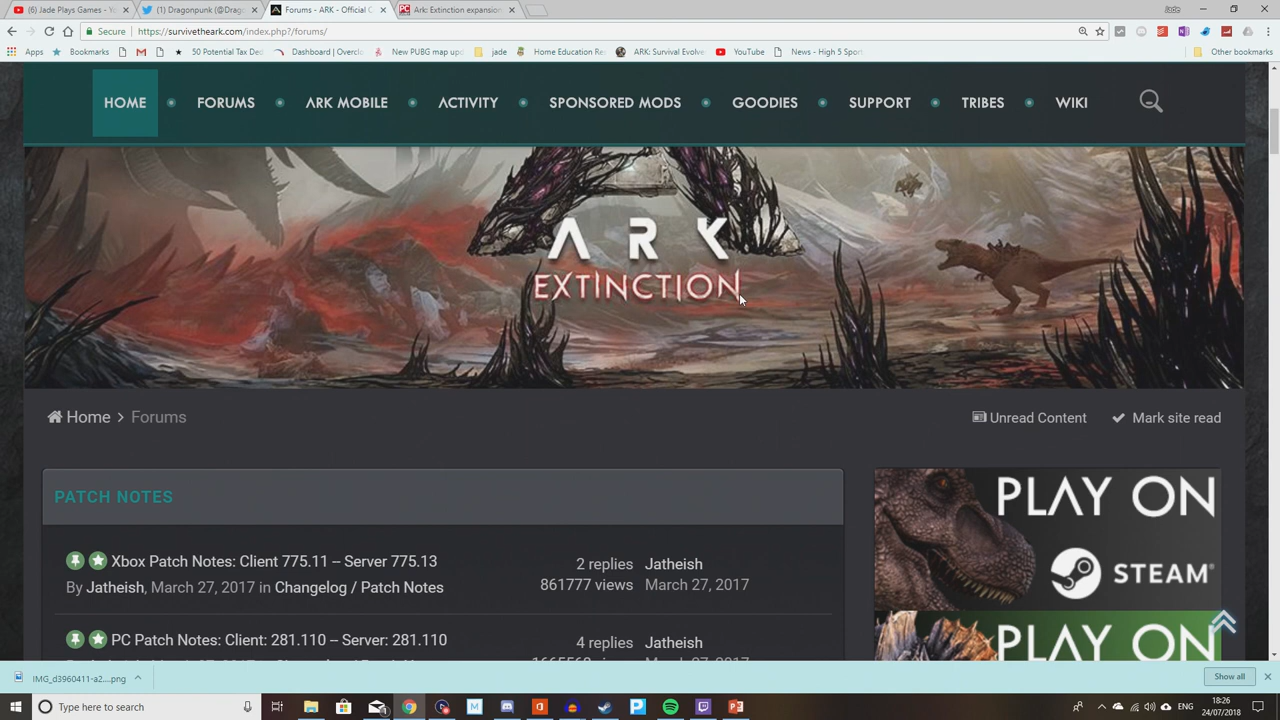 (6) Jade Plays Games - Yo
(1) Dragonpunk (@Drag
Forums - ARK - Official C
Ark: Extinction expansion
Jade
Secure
https://survivetheark.com/index.php?/forums/
Apps
Bookmarks
50 Potential Tax Ded
Dashboard | Overcl
New PUBG map up
jade
Home Education Re
ARK: Survival Evolve
YouTube
News - High 5 Sport
Other bookmarks
HOME
FORUMS
ARK MOBILE
ACTIVITY
SPONSORED MODS
GOODIES
SUPPORT
TRIBES
WIKI
ARK
EXTINCTION
Home > Forums
Unread Content
Mark site read
PATCH NOTES
Xbox Patch Notes: Client 775.11 – Server 775.13
By Jatheish, March 27, 2017 in Changelog / Patch Notes
2 replies
861777 views
Jatheish
March 27, 2017
PC Patch Notes: Client: 281.110 – Server: 281.110
4 replies
Jatheish
PLAY ON
STEAM
PLAY ON
IMG_d3960411-a2....png
Show all
Type here to search
ENG
18:26
24/07/2018